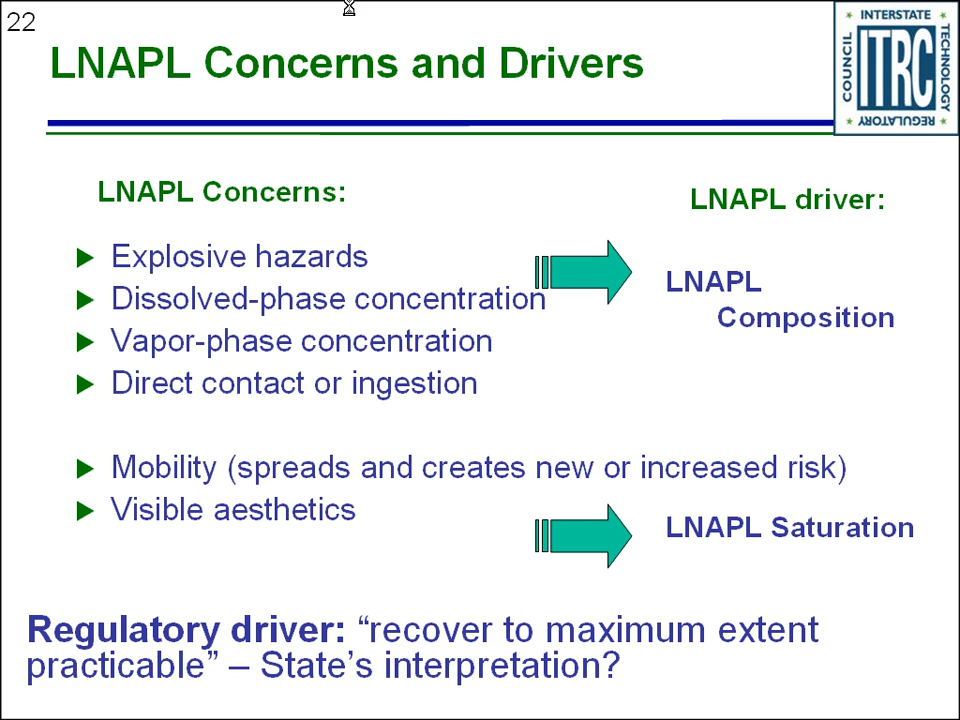 22
LNAPL Concerns and Drivers
INTERSTATE
COUNCIL
ITRC
TECHNOLOGY
REGULATORY
LNAPL Concerns:
LNAPL driver:
Explosive hazards
Dissolved-phase concentration
Vapor-phase concentration
Direct contact or ingestion
LNAPL
Composition
Mobility (spreads and creates new or increased risk)
Visible aesthetics
LNAPL Saturation
Regulatory driver: “recover to maximum extent
practicable” – State’s interpretation?